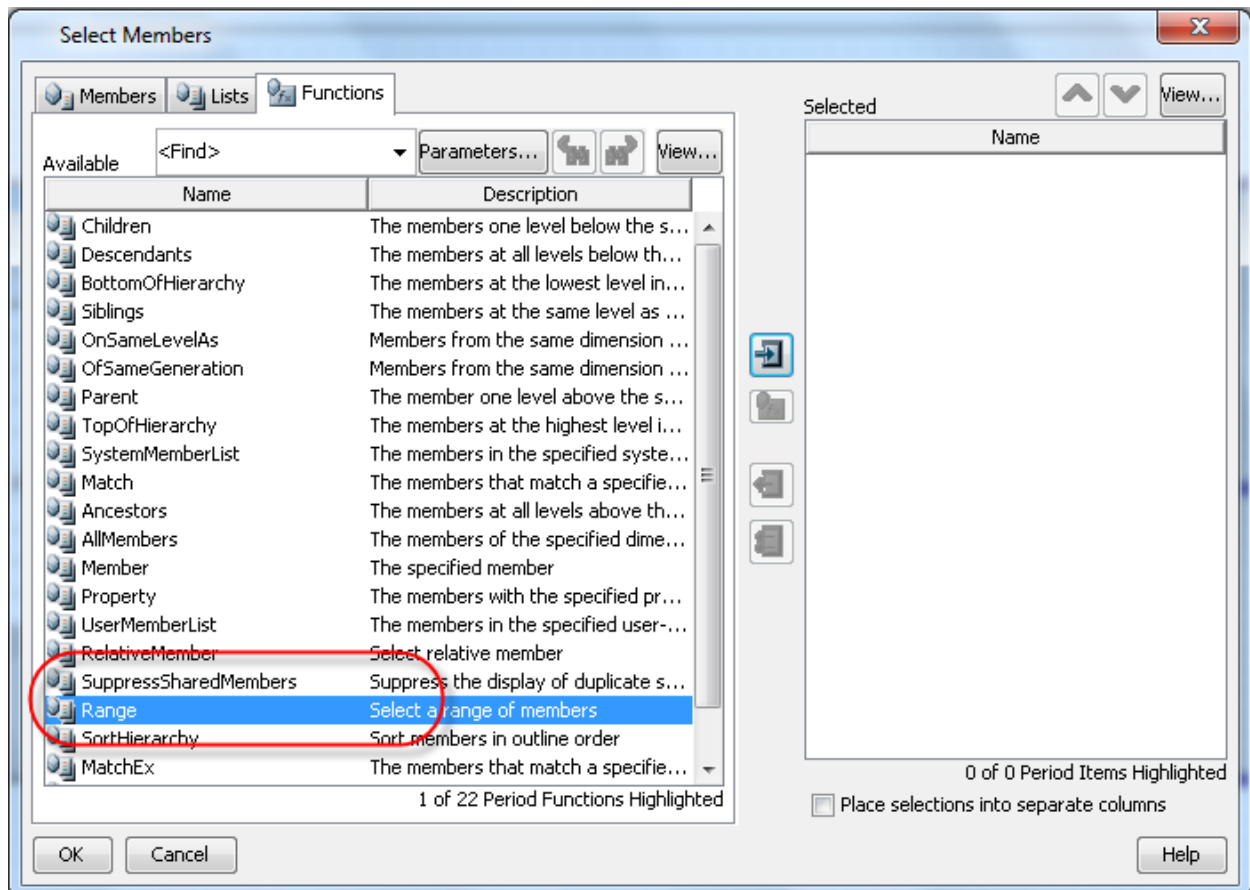 Select Members
Members Lists Functions
Available <Find> Parameters... View...
Name Description
Children The members one level below the s...
Descendants The members at all levels below th...
BottomOfHierarchy The members at the lowest level in...
Siblings The members at the same level as ...
OnSameLevelAs Members from the same dimension ...
OfSameGeneration Members from the same dimension ...
Parent The member one level above the s...
TopOfHierarchy The members at the highest level i...
SystemMemberList The members in the specified syste...
Match The members that match a specifie...
Ancestors The members at all levels above th...
AllMembers The members of the specified dime...
Member The specified member
Property The members with the specified pr...
UserMemberList The members in the specified user-...
RelativeMember Select relative member
SuppressSharedMembers Suppress the display of duplicate s...
Range Select a range of members
SortHierarchy Sort members in outline order
MatchEx The members that match a specifie...
1 of 22 Period Functions Highlighted
Selected View...
Name
0 of 0 Period Items Highlighted
Place selections into separate columns
OK Cancel Help